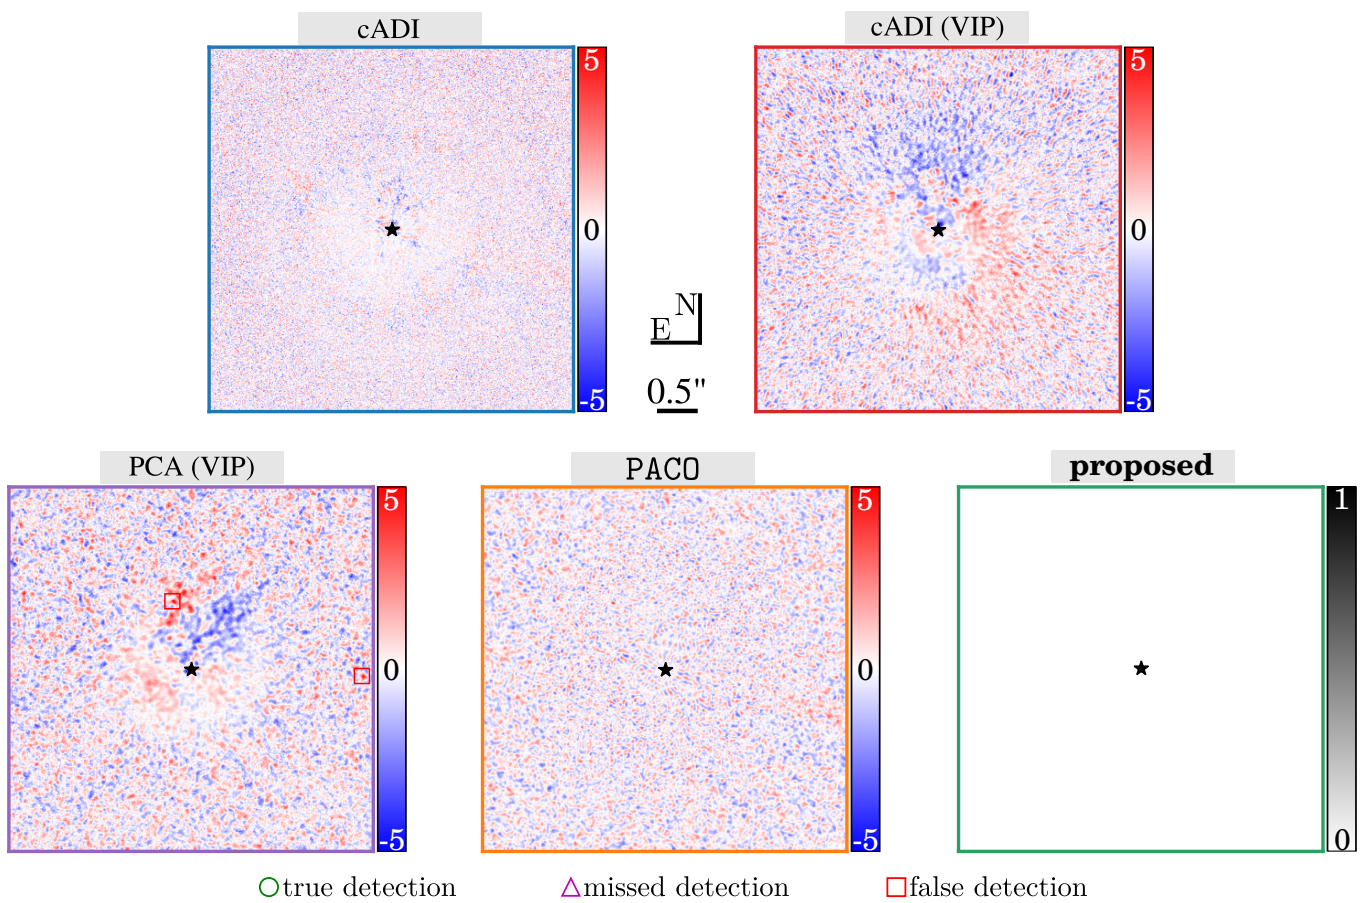 cADI
cADI (VIP)
5
0
-5
5
0
-5
N
E
0.5"
PCA (VIP)
PACO
proposed
5
0
-5
5
0
-5
1
0
true detection
missed detection
false detection